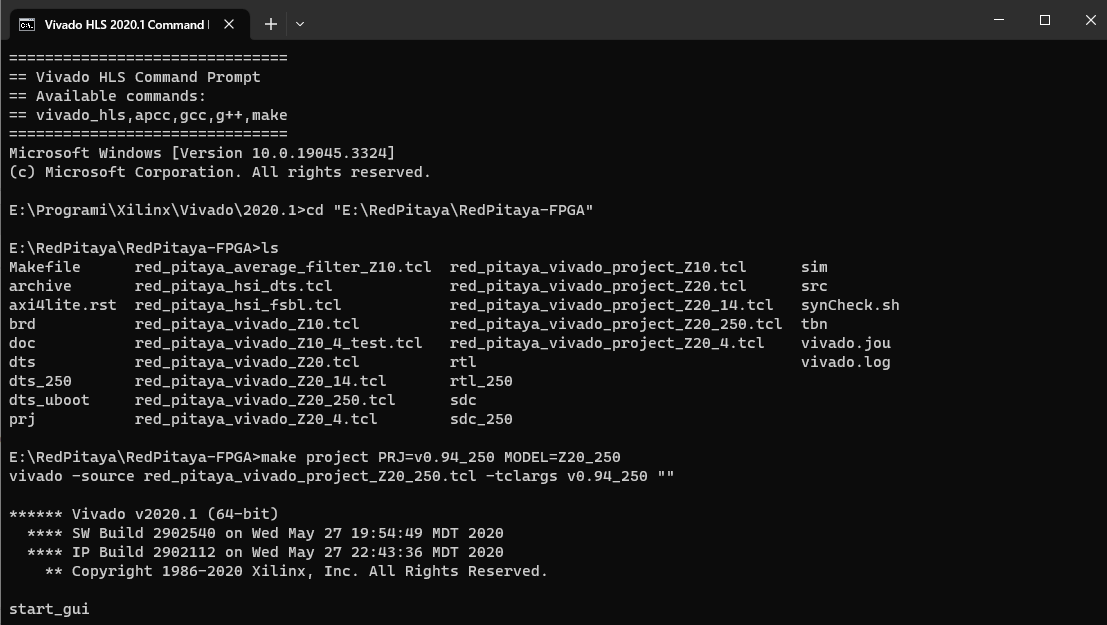 Vivado HLS 2020.1 Command
===============================
== Vivado HLS Command Prompt
== Available commands:
== vivado_hls,apcc,gcc,g++,make
===============================
Microsoft Windows [Version 10.0.19045.3324]
(c) Microsoft Corporation. All rights reserved.
E:\Programi\Xilinx\Vivado\2020.1>cd "E:\RedPitaya\RedPitaya-FPGA"
E:\RedPitaya\RedPitaya-FPGA>ls
Makefile red_pitaya_average_filter_Z10.tcl red_pitaya_vivado_project_Z10.tcl sim
archive red_pitaya_hsi_dts.tcl red_pitaya_vivado_project_Z20.tcl src
axi4lite.rst red_pitaya_hsi_fsbl.tcl red_pitaya_vivado_project_Z20_14.tcl synCheck.sh
brd red_pitaya_vivado_Z10.tcl red_pitaya_vivado_project_Z20_250.tcl tbn
doc red_pitaya_vivado_Z10_4_test.tcl red_pitaya_vivado_project_Z20_4.tcl vivado.jou
dts red_pitaya_vivado_Z20.tcl rtl vivado.log
dts_250 red_pitaya_vivado_Z20_14.tcl rtl_250
dts_uboot red_pitaya_vivado_Z20_250.tcl sdc
prj red_pitaya_vivado_Z20_4.tcl sdc_250
E:\RedPitaya\RedPitaya-FPGA>make project PRJ=v0.94_250 MODEL=Z20_250
vivado -source red_pitaya_vivado_project_Z20_250.tcl -tclargs v0.94_250 ""
****** Vivado v2020.1 (64-bit)
**** SW Build 2902540 on Wed May 27 19:54:49 MDT 2020
**** IP Build 2902112 on Wed May 27 22:43:36 MDT 2020
** Copyright 1986-2020 Xilinx, Inc. All Rights Reserved.
start_gui